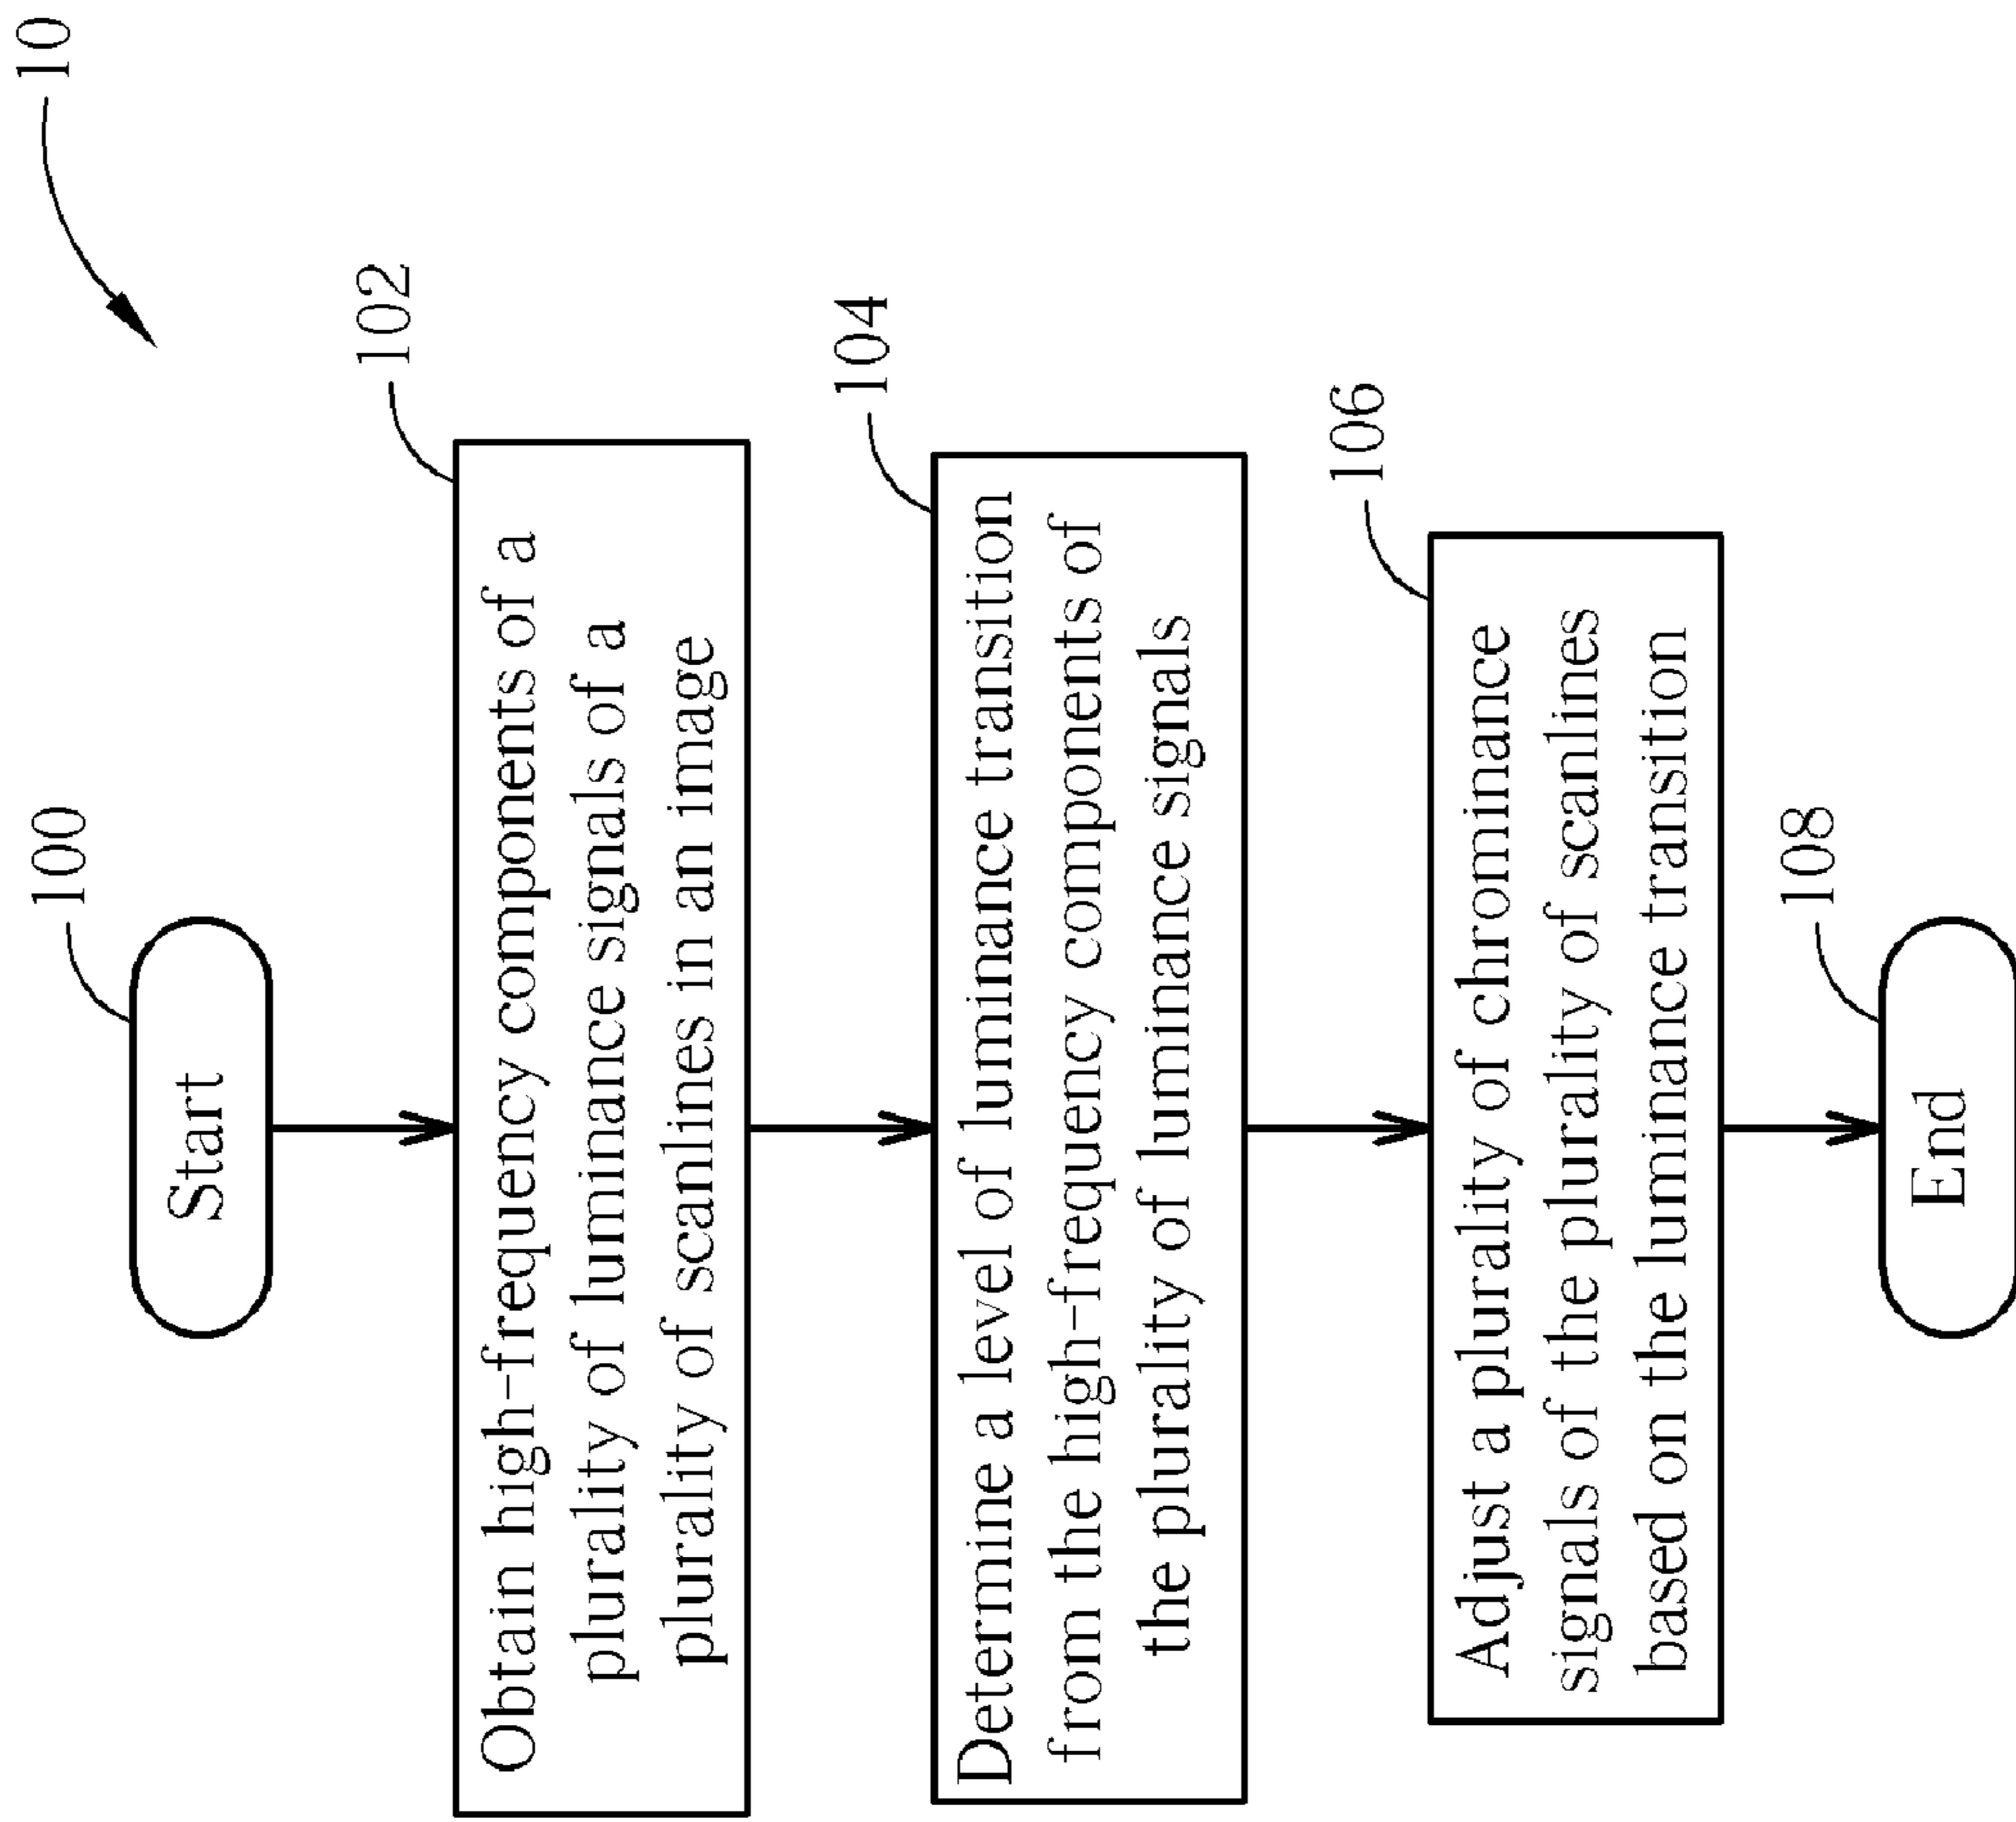 10
100
Start
102
Obtain high-frequency components of a
plurality of luminance signals of a
plurality of scanlines in an image
104
Determine a level of luminance transition
from the high-frequency components of
the plurality of luminance signals
106
Adjust a plurality of chrominance
signals of the plurality of scanlines
based on the luminance transition
108
End